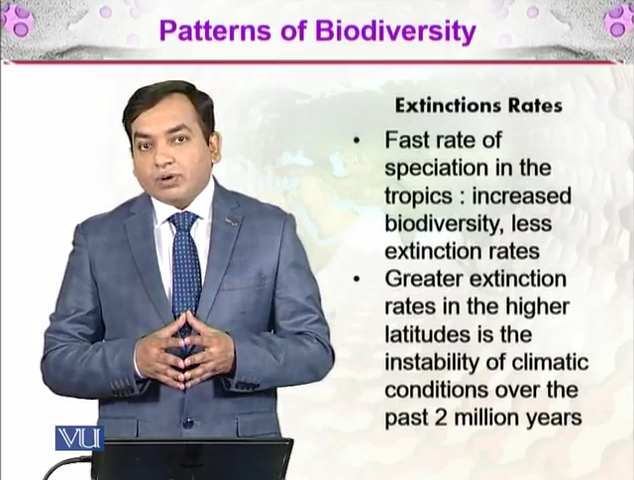 Patterns of Biodiversity
Extinctions Rates
• Fast rate of
speciation in the
tropics : increased
biodiversity, less
extinction rates
• Greater extinction
rates in the higher
latitudes is the
instability of climatic
conditions over the
past 2 million years
VU